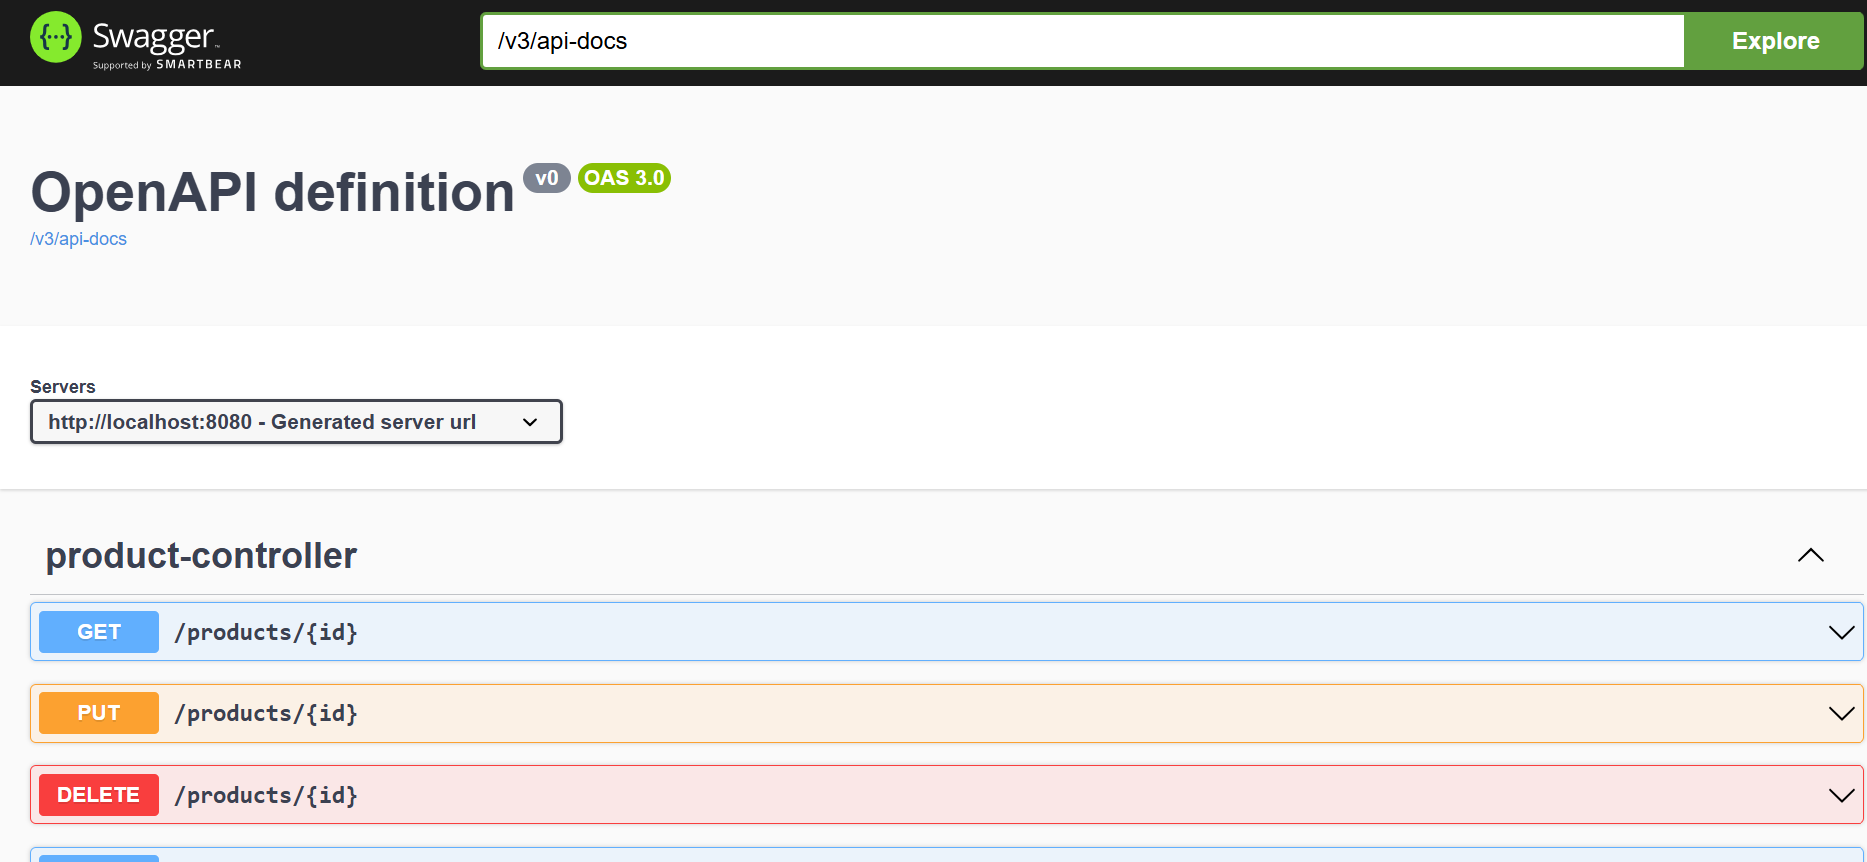 {...} Swagger™
Supported by SMARTBEAR
/v3/api-docs
Explore
OpenAPI definition v0 OAS 3.0
/v3/api-docs
Servers
http://localhost:8080 - Generated server url
product-controller
GET /products/{id}
PUT /products/{id}
DELETE /products/{id}